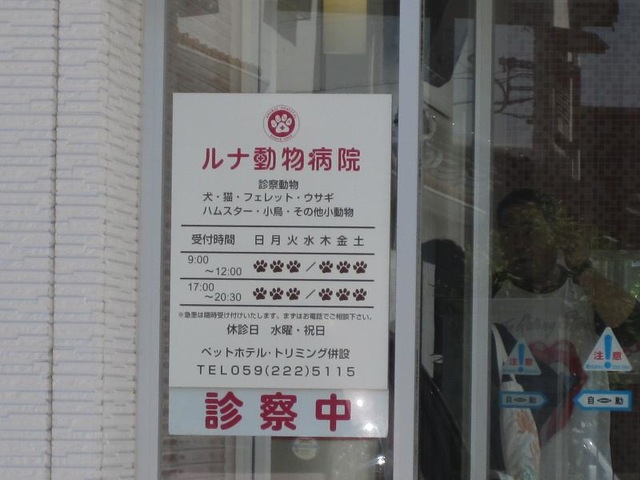 ルナ動物病院
診察動物
犬・猫・フェレット・ウサギ
ハムスター・小鳥・その他小動物
受付時間 日 月 火 水 木 金 土
9:00
〜12:00 /
17:00
〜20:30 /
※急患は随時受け付けいたします、まずはお電話でご相談下さい。
休診日 水曜・祝日
ペットホテル・トリミング併設
TEL059(222)5115
診察中
注意
自 動
注意
自 動